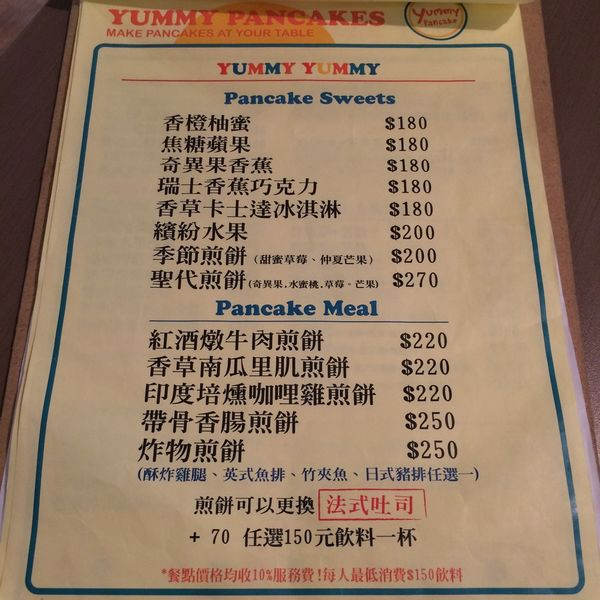 YUMMY PANCAKES
Yummy
Pancake
MAKE PANCAKES AT YOUR TABLE
YUMMY YUMMY
Pancake Sweets
香橙柚蜜 $180
焦糖蘋果 $180
奇異果香蕉 $180
瑞士香蕉巧克力 $180
香草卡士達冰淇淋 $180
繽紛水果 $200
季節煎餅(甜蜜草莓、仲夏芒果) $200
聖代煎餅(奇異果,水蜜桃,草莓。芒果) $270
Pancake Meal
紅酒燉牛肉煎餅 $220
香草南瓜里肌煎餅 $220
印度培燻咖哩雞煎餅 $220
帶骨香腸煎餅 $250
炸物煎餅 $250
(酥炸雞腿、英式魚排、竹夾魚、日式豬排任選一)
煎餅可以更換 法式吐司
+ 70 任選150元飲料一杯
*餐點價格均收10%服務費!每人最低消費$150飲料